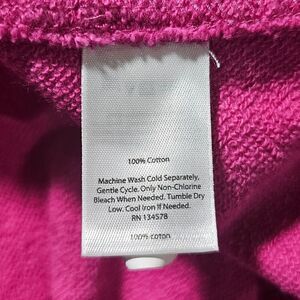 100% Cotton
Machine Wash Cold Separately,
Gentle Cycle. Only Non-Chlorine
Bleach When Needed. Tumble Dry
Low. Cool Iron If Needed.
RN 134578
100% coton